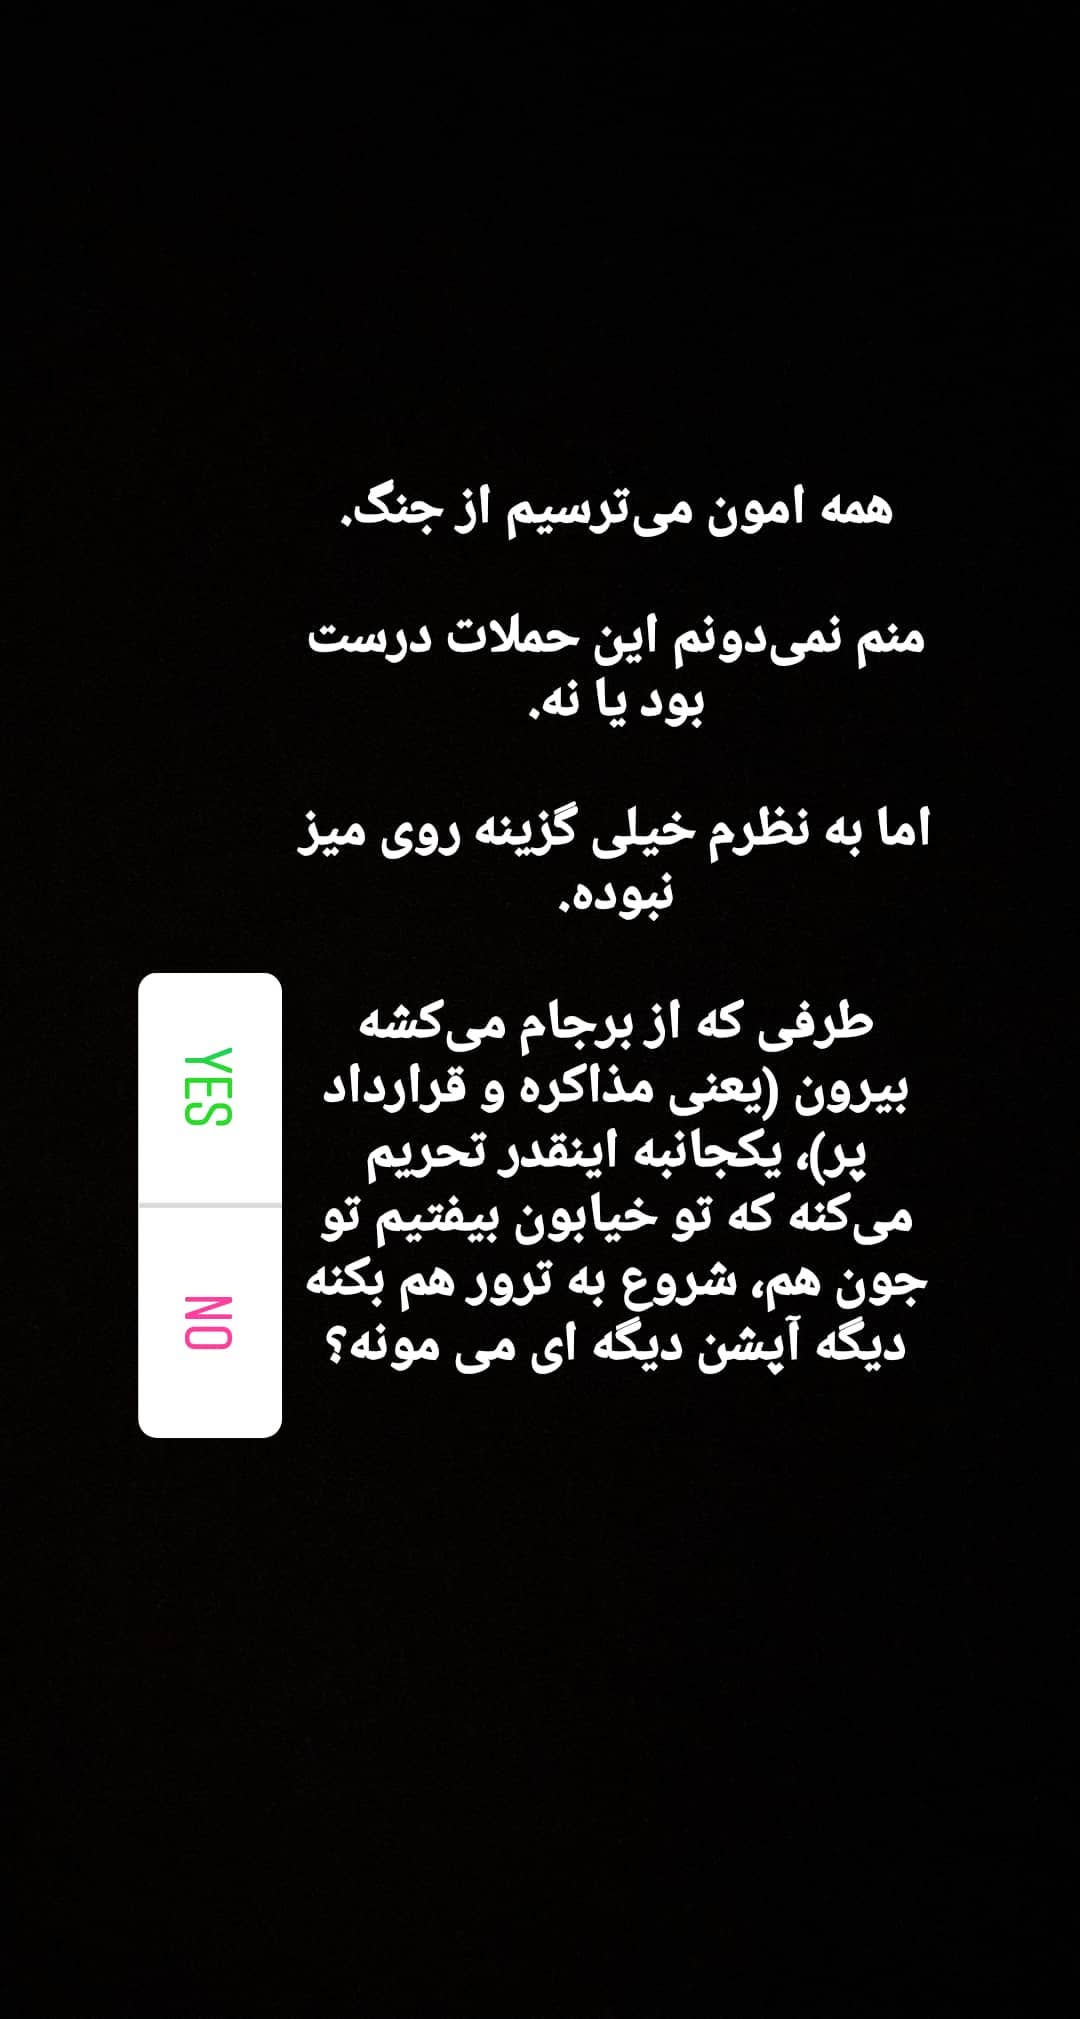 همه امون می‌ترسیم از جنگ.
منم نمی‌دونم این حملات درست
بود یا نه.
اما به نظرم خیلی گزینه روی میز
نبوده.
طرفی که از برجام می‌کشه
بیرون (یعنی مذاکره و قرارداد
پر)، یکجانبه اینقدر تحریم
می‌کنه که تو خیابون بیفتیم تو
جون هم، شروع به ترور هم بکنه
دیگه آپشن دیگه ای می مونه؟
YES
NO